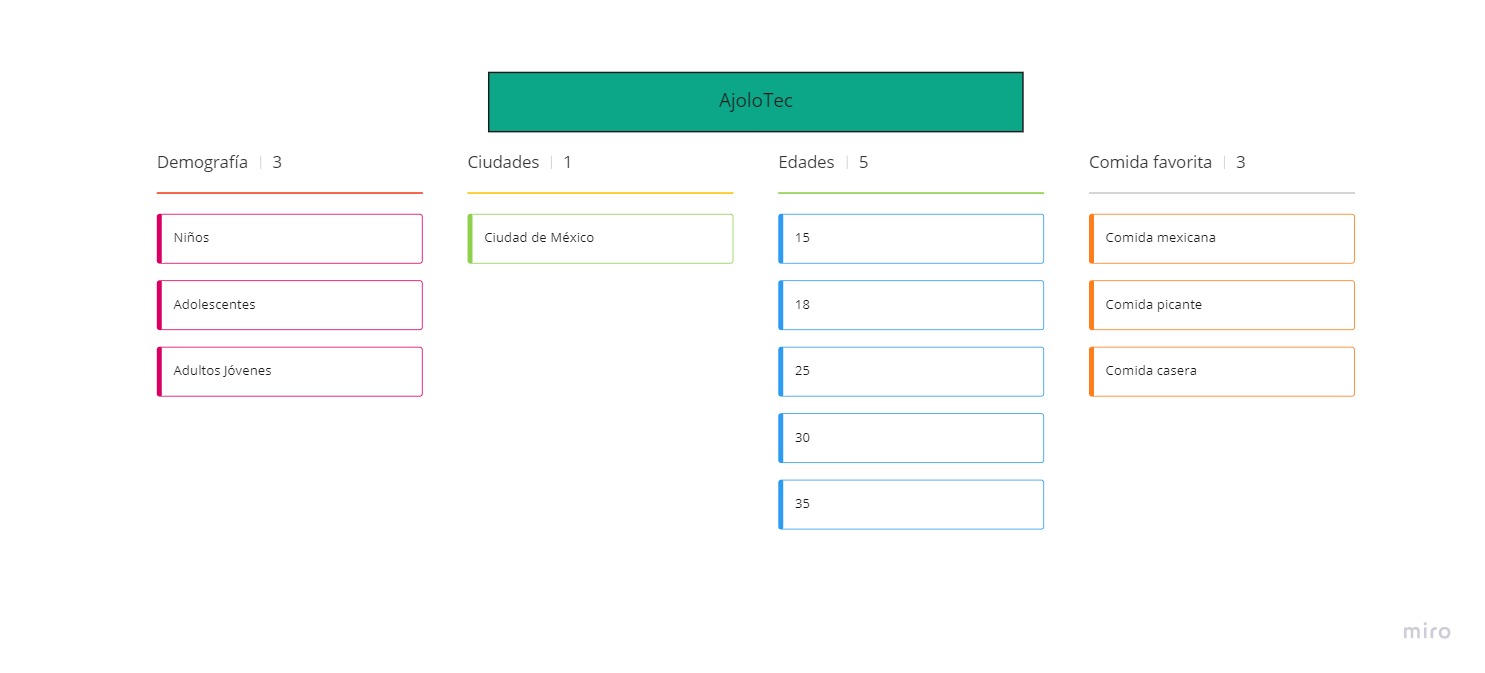 AjoloTec
Demografía | 3
Niños
Adolescentes
Adultos Jóvenes
Ciudades | 1
Ciudad de México
Edades | 5
15
18
25
30
35
Comida favorita | 3
Comida mexicana
Comida picante
Comida casera
miro